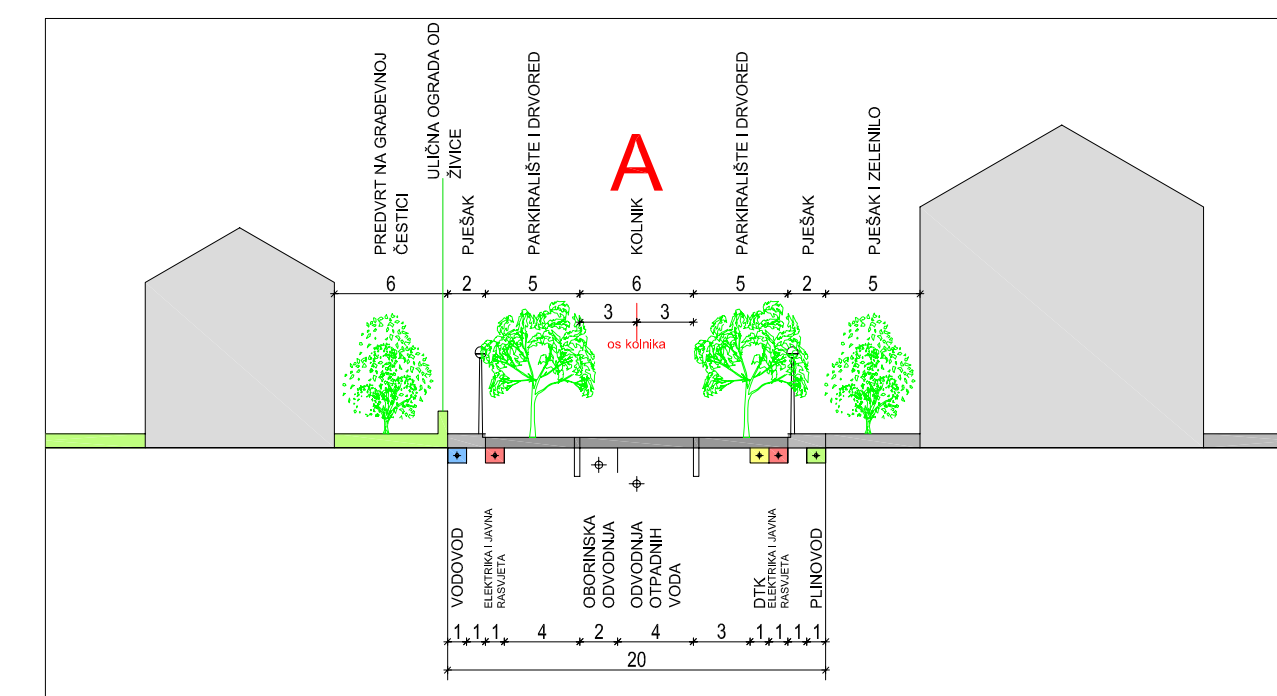 PREDVRT NA GRAĐEVNOJ
ČESTICI
ULIČNA OGRADA OD
ŽIVICE
PJEŠAK
PARKIRALIŠTE I DRVORED
A
KOLNIK
PARKIRALIŠTE I DRVORED
PJEŠAK
PJEŠAK I ZELENILO
6
2
5
6
5
2
5
3
3
os kolnika
VODOVOD
ELEKTRIKA I JAVNA
RASVJETA
OBORINSKA
ODVODNJA
ODVODNJA
OTPADNIH
VODA
DTK
ELEKTRIKA I JAVNA
RASVJETA
PLINOVOD
1
1
1
4
2
4
3
1
1
1
1
20